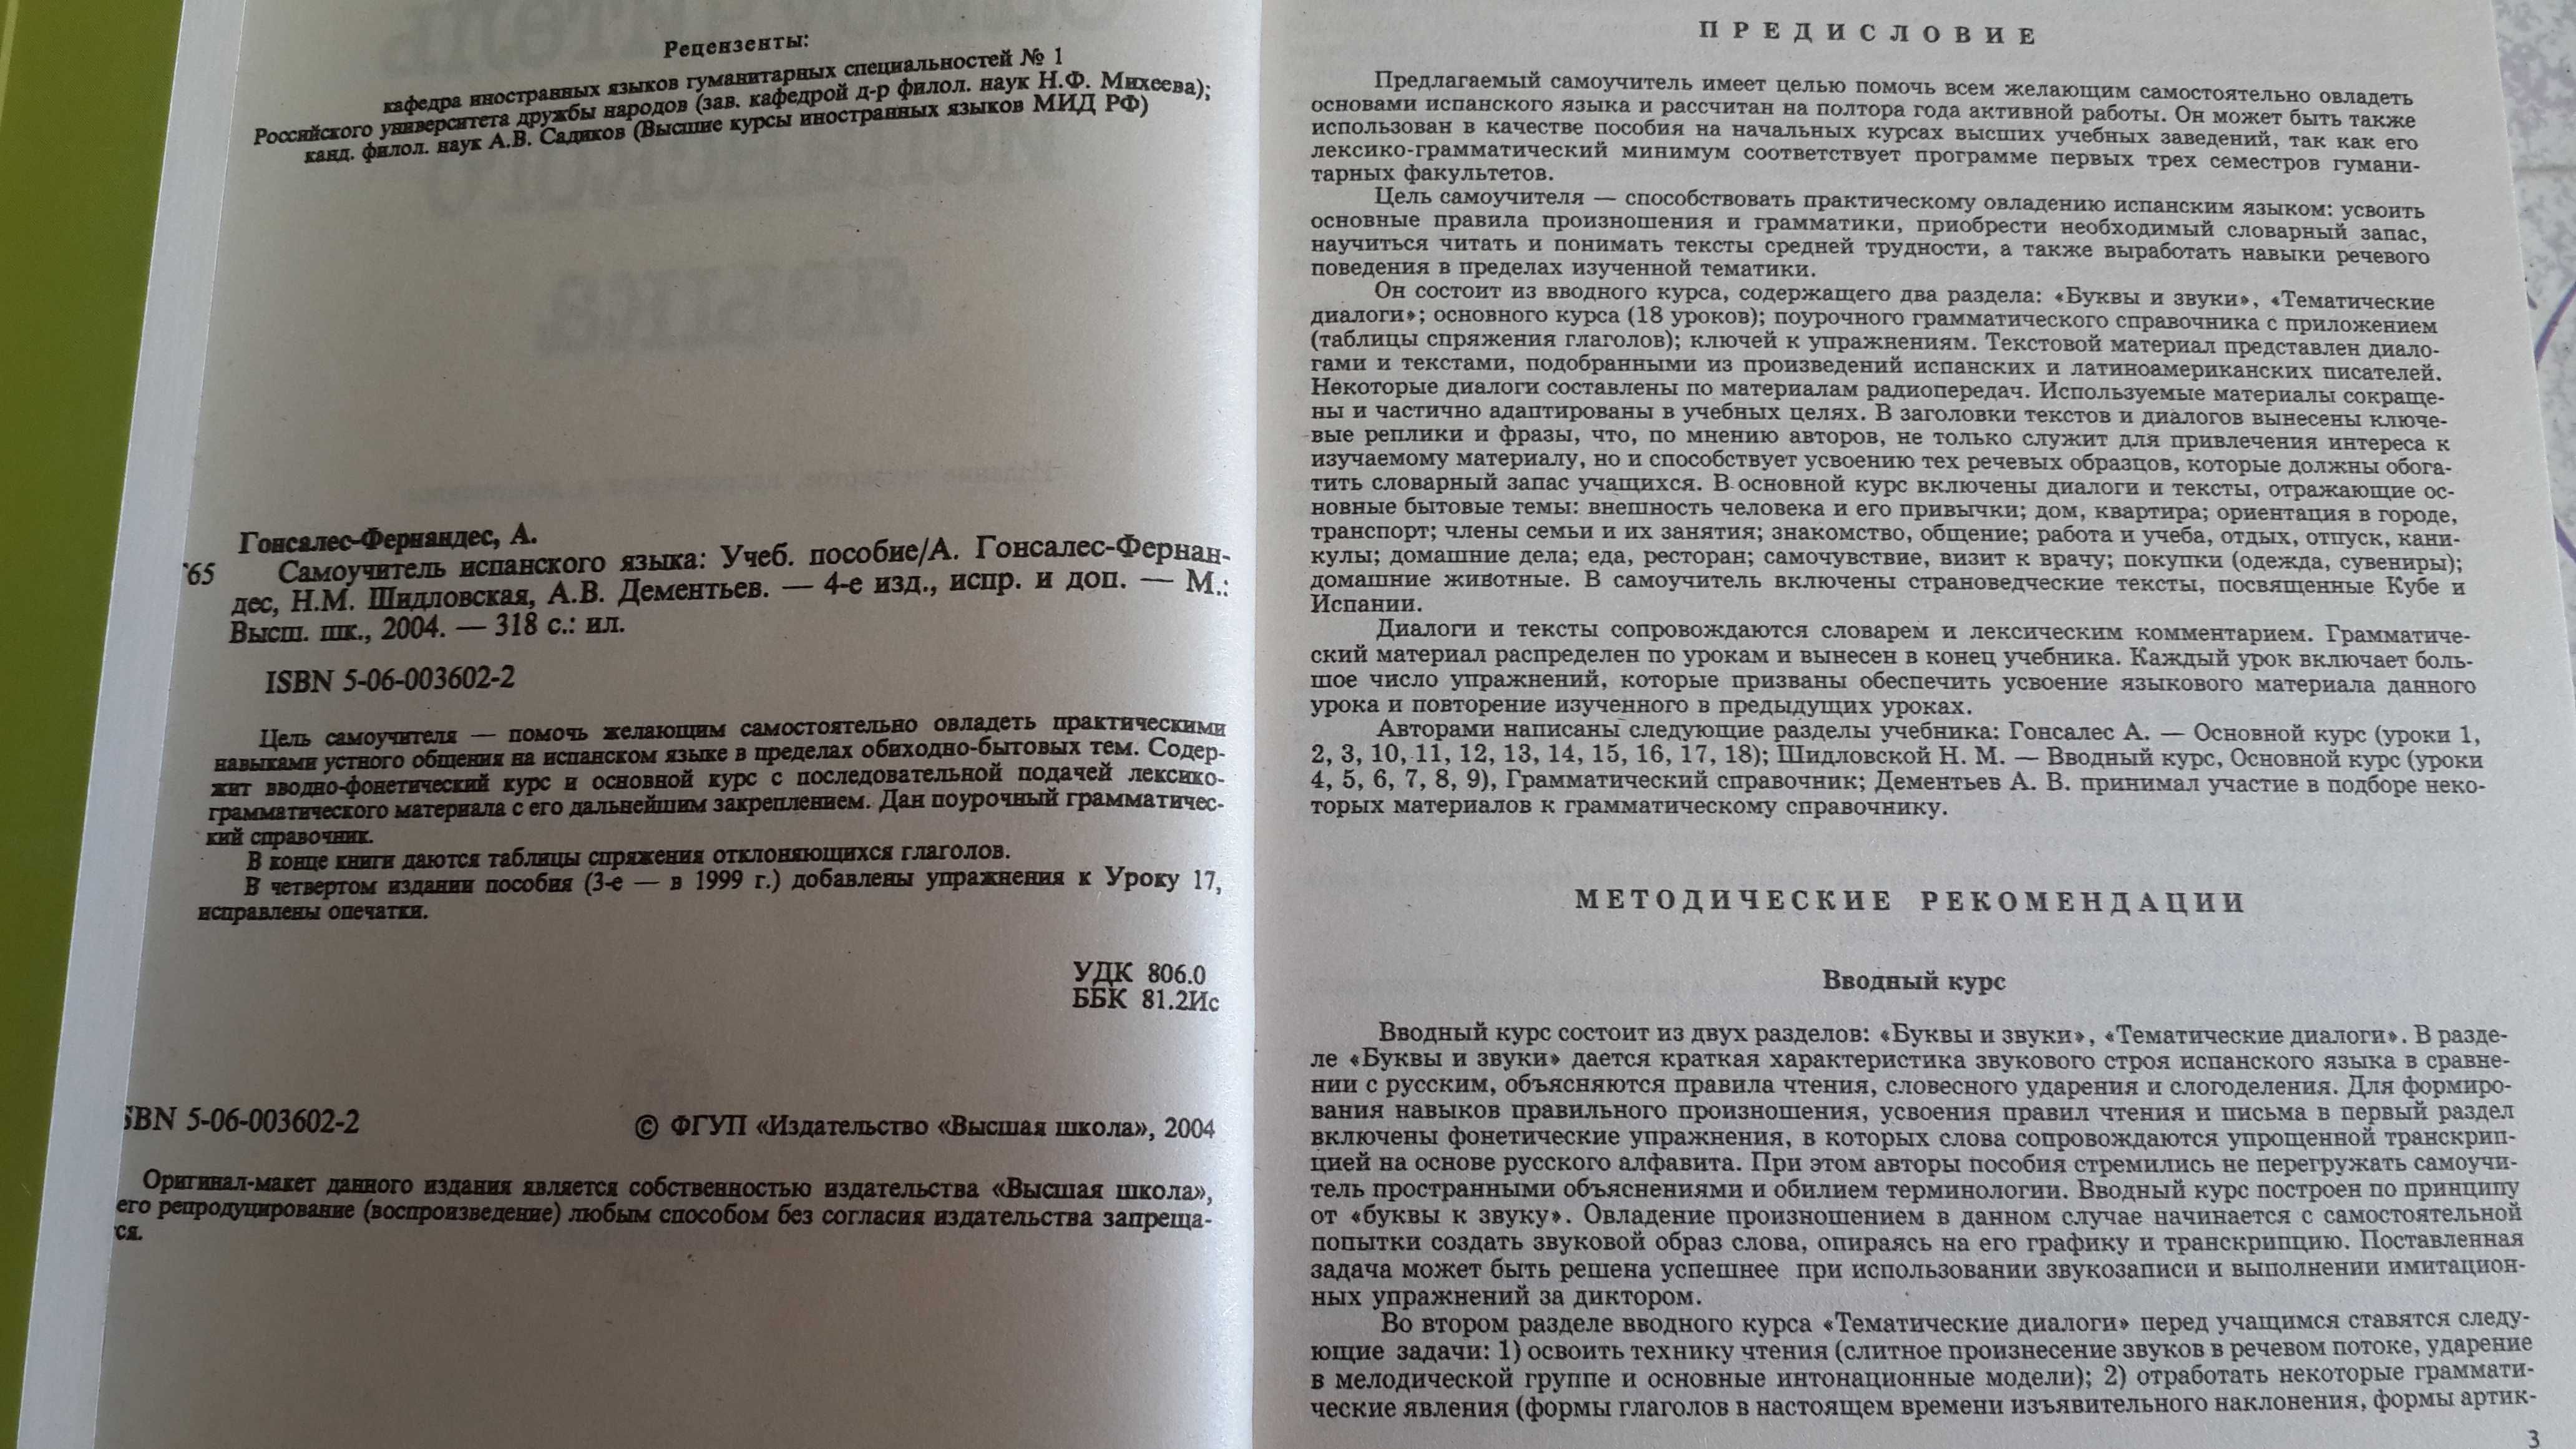 Рецензенты:
кафедра иностранных языков гуманитарных специальностей № 1
Российского университета дружбы народов (зав. кафедрой д-р филол. наук Н.Ф. Михеева);
канд. филол. наук А.В. Садиков (Высшие курсы иностранных языков МИД РФ)
Гонсалес-Фернандес, А.
65 Самоучитель испанского языка: Учеб. пособие/А. Гонсалес-Фернан-
дес, Н.М. Шидловская, А.В. Дементьев. — 4-е изд., испр. и доп. — М.:
Высш. шк., 2004. — 318 с.: ил.
ISBN 5-06-003602-2
Цель самоучителя — помочь желающим самостоятельно овладеть практическими
навыками устного общения на испанском языке в пределах обиходно-бытовых тем. Содер-
жит вводно-фонетический курс и основной курс с последовательной подачей лексико-
грамматического материала с его дальнейшим закреплением. Дан поурочный грамматичес-
кий справочник.
В конце книги даются таблицы спряжения отклоняющихся глаголов.
В четвертом издании пособия (3-е — в 1999 г.) добавлены упражнения к Уроку 17,
исправлены опечатки.
УДК 806.0
ББК 81.2Ис
SBN 5-06-003602-2
© ФГУП «Издательство «Высшая школа», 2004
Оригинал-макет данного издания является собственностью издательства «Высшая школа»,
его репродуцирование (воспроизведение) любым способом без согласия издательства запреща-
ся.
ПРЕДИСЛОВИЕ
Предлагаемый самоучитель имеет целью помочь всем желающим самостоятельно овладеть
основами испанского языка и рассчитан на полтора года активной работы. Он может быть также
использован в качестве пособия на начальных курсах высших учебных заведений, так как его
лексико-грамматический минимум соответствует программе первых трех семестров гумани-
тарных факультетов.
Цель самоучителя — способствовать практическому овладению испанским языком: усвоить
основные правила произношения и грамматики, приобрести необходимый словарный запас,
научиться читать и понимать тексты средней трудности, а также выработать навыки речевого
поведения в пределах изученной тематики.
Он состоит из вводного курса, содержащего два раздела: «Буквы и звуки», «Тематические
диалоги»; основного курса (18 уроков); поурочного грамматического справочника с приложением
(таблицы спряжения глаголов); ключей к упражнениям. Текстовой материал представлен диало-
гами и текстами, подобранными из произведений испанских и латиноамериканских писателей.
Некоторые диалоги составлены по материалам радиопередач. Используемые материалы сокраще-
ны и частично адаптированы в учебных целях. В заголовки текстов и диалогов вынесены ключе-
вые реплики и фразы, что, по мнению авторов, не только служит для привлечения интереса к
изучаемому материалу, но и способствует усвоению тех речевых образцов, которые должны обога-
тить словарный запас учащихся. В основной курс включены диалоги и тексты, отражающие ос-
новные бытовые темы: внешность человека и его привычки; дом, квартира; ориентация в городе,
транспорт; члены семьи и их занятия; знакомство, общение; работа и учеба, отдых, отпуск, кани-
кулы; домашние дела; еда, ресторан; самочувствие, визит к врачу; покупки (одежда, сувениры);
домашние животные. В самоучитель включены страноведческие тексты, посвященные Кубе и
Испании.
Диалоги и тексты сопровождаются словарем и лексическим комментарием. Грамматиче-
ский материал распределен по урокам и вынесен в конец учебника. Каждый урок включает боль-
шое число упражнений, которые призваны обеспечить усвоение языкового материала данного
урока и повторение изученного в предыдущих уроках.
Авторами написаны следующие разделы учебника: Гонсалес А. — Основной курс (уроки 1,
2, 3, 10, 11, 12, 13, 14, 15, 16, 17, 18); Шидловской Н. М. — Вводный курс, Основной курс (уроки
4, 5, 6, 7, 8, 9), Грамматический справочник; Дементьев А. В. принимал участие в подборе неко-
торых материалов к грамматическому справочнику.
МЕТОДИЧЕСКИЕ РЕКОМЕНДАЦИИ
Вводный курс
Вводный курс состоит из двух разделов: «Буквы и звуки», «Тематические диалоги». В разде-
ле «Буквы и звуки» дается краткая характеристика звукового строя испанского языка в сравне-
нии с русским, объясняются правила чтения, словесного ударения и слогоделения. Для формиро-
вания навыков правильного произношения, усвоения правил чтения и письма в первый раздел
включены фонетические упражнения, в которых слова сопровождаются упрощенной транскрип-
цией на основе русского алфавита. При этом авторы пособия стремились не перегружать самоучи-
тель пространными объяснениями и обилием терминологии. Вводный курс построен по принципу
от «буквы к звуку». Овладение произношением в данном случае начинается с самостоятельной
попытки создать звуковой образ слова, опираясь на его графику и транскрипцию. Поставленная
задача может быть решена успешнее при использовании звукозаписи и выполнении имитацион-
ных упражнений за диктором.
Во втором разделе вводного курса «Тематические диалоги» перед учащимся ставятся следу-
ющие задачи: 1) освоить технику чтения (слитное произнесение звуков в речевом потоке, ударение
в мелодической группе и основные интонационные модели); 2) отработать некоторые граммати-
ческие явления (формы глаголов в настоящем времени изъявительного наклонения, формы артик-
3